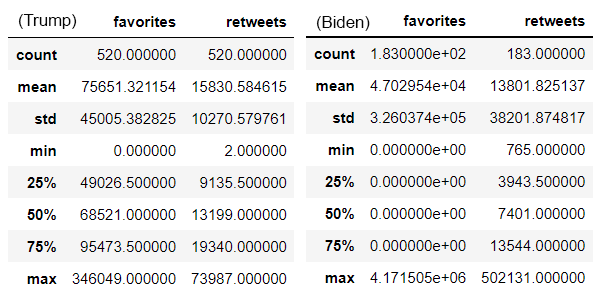 (Trump) favorites retweets
count 520.000000 520.000000
mean 75651.321154 15830.584615
std 45005.382825 10270.579761
min 0.000000 2.000000
25% 49026.500000 9135.500000
50% 68521.000000 13199.000000
75% 95473.500000 19340.000000
max 346049.000000 73987.000000
(Biden) favorites retweets
count 1.830000e+02 183.000000
mean 4.702954e+04 13801.825137
std 3.260374e+05 38201.874817
min 0.000000e+00 765.000000
25% 0.000000e+00 3943.500000
50% 0.000000e+00 7401.000000
75% 0.000000e+00 13544.000000
max 4.171505e+06 502131.000000